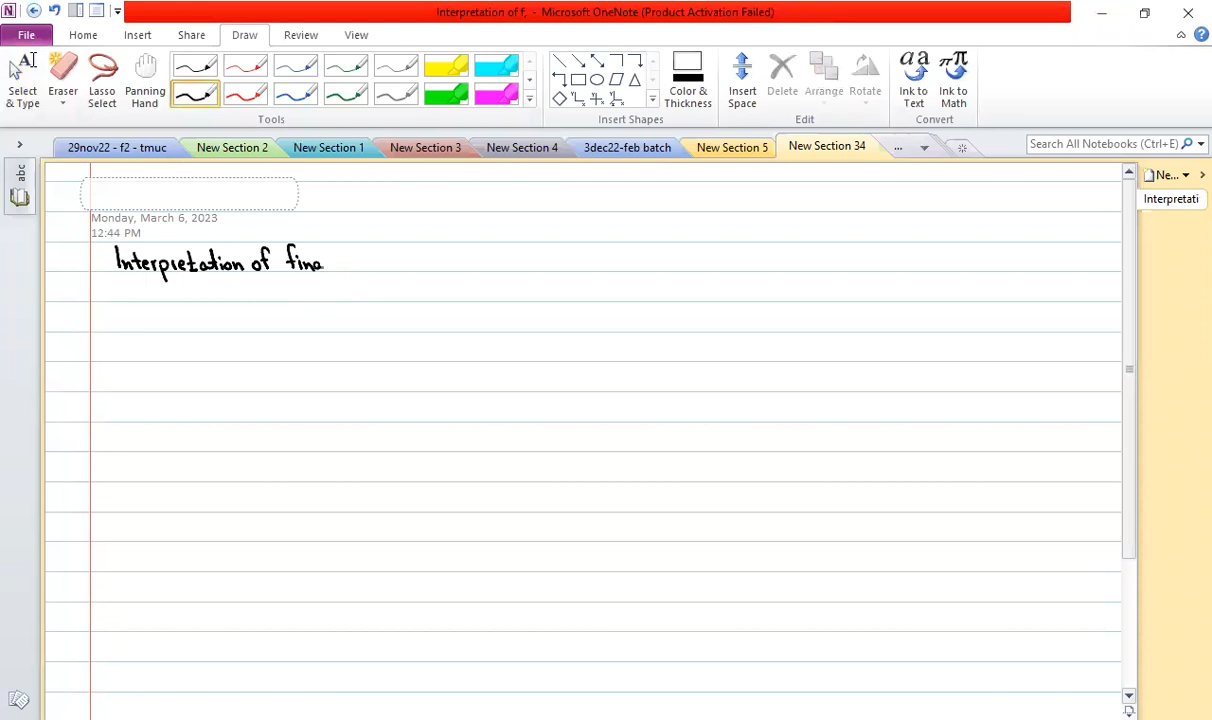 Interpretation of f, - Microsoft OneNote (Product Activation Failed)
File Home Insert Share Draw Review View
Select & Type
Eraser
Lasso Select
Panning Hand
Color & Thickness
Insert Space
Delete
Arrange
Rotate
Ink to Text
Ink to Math
Tools
Insert Shapes
Edit
Convert
29nov22 - f2 - tmuc New Section 2 New Section 1 New Section 3 New Section 4 3dec22-feb batch New Section 5 New Section 34 ... Search All Notebooks (Ctrl+E)
abc
Ne...
Interpretati
Monday, March 6, 2023
12:44 PM
Interpretation of fina